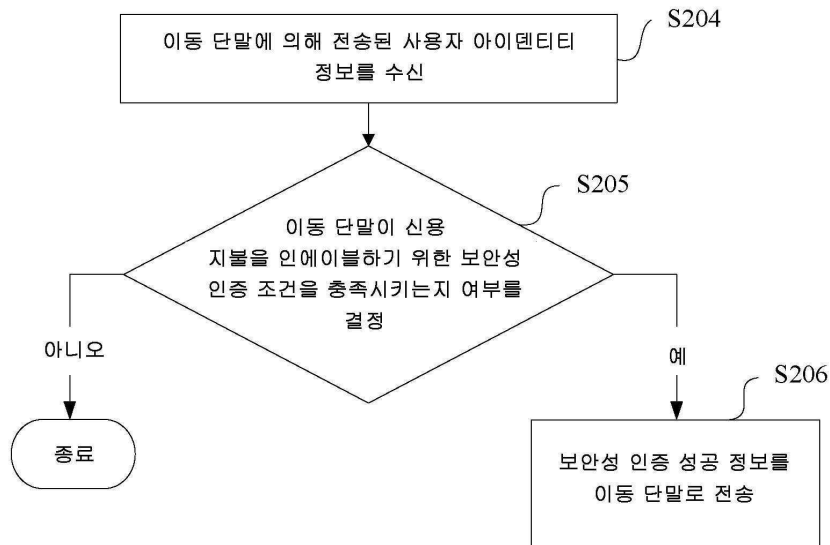 S204
이동 단말에 의해 전송된 사용자 아이덴티티
정보를 수신
S205
이동 단말이 신용
지불을 인에이블하기 위한 보안성
인증 조건을 충족시키는지 여부를
결정
아니오
예
S206
종료
보안성 인증 성공 정보를
이동 단말로 전송